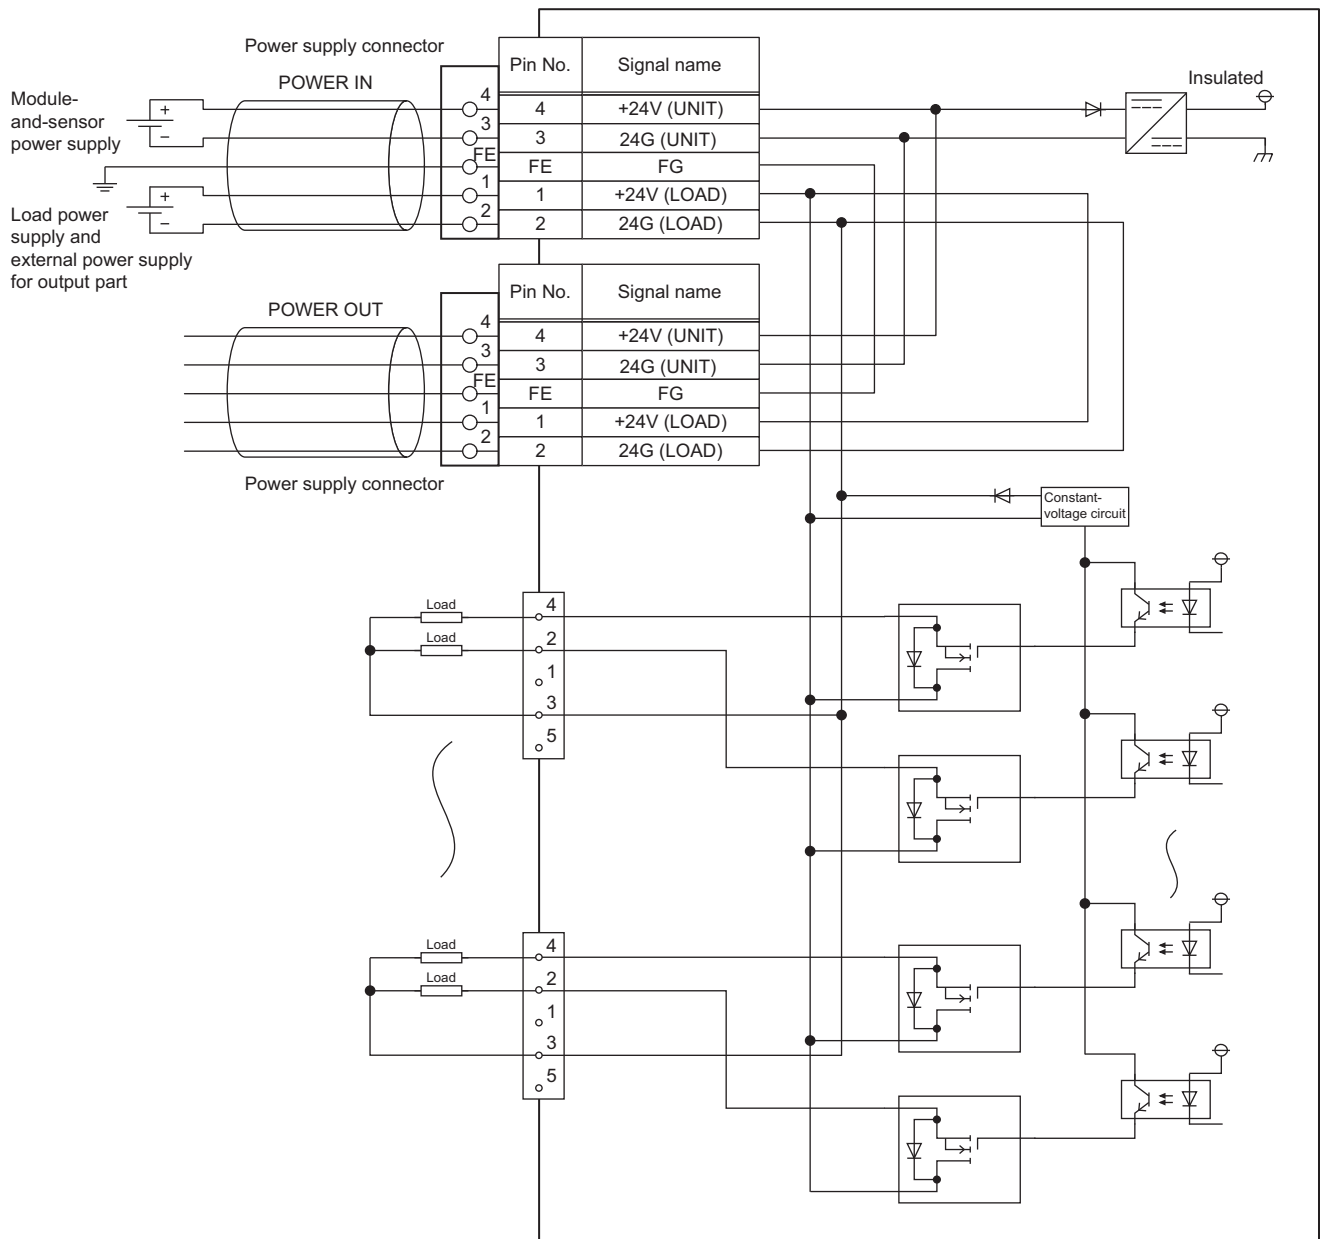 Power supply connector
POWER IN
Pin No. Signal name
Insulated
Module-
and-sensor
power supply
+
−
4 4 +24V (UNIT)
3 3 24G (UNIT)
FE FE FG
1 1 +24V (LOAD)
2 2 24G (LOAD)
+
−
Load power
supply and
external power supply
for output part
POWER OUT
Pin No. Signal name
4 4 +24V (UNIT)
3 3 24G (UNIT)
FE FE FG
1 1 +24V (LOAD)
2 2 24G (LOAD)
Power supply connector
Constant-
voltage circuit
Load 4
Load 2
1
3
5
Load 4
Load 2
1
3
5